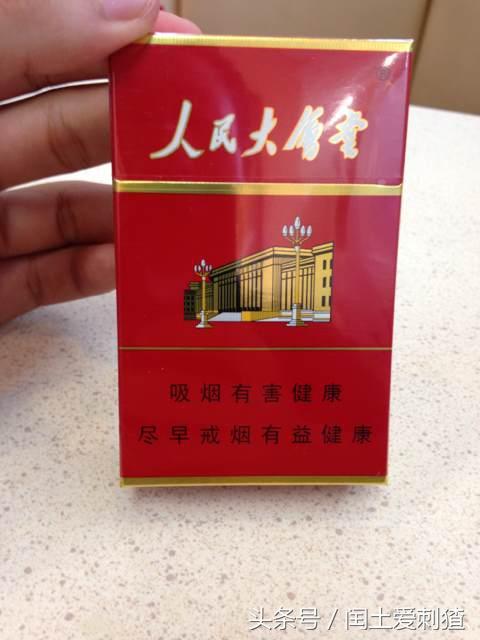 人民大會堂
吸烟有害健康
尽早戒烟有益健康
头条号 / 闰土爱刺猹